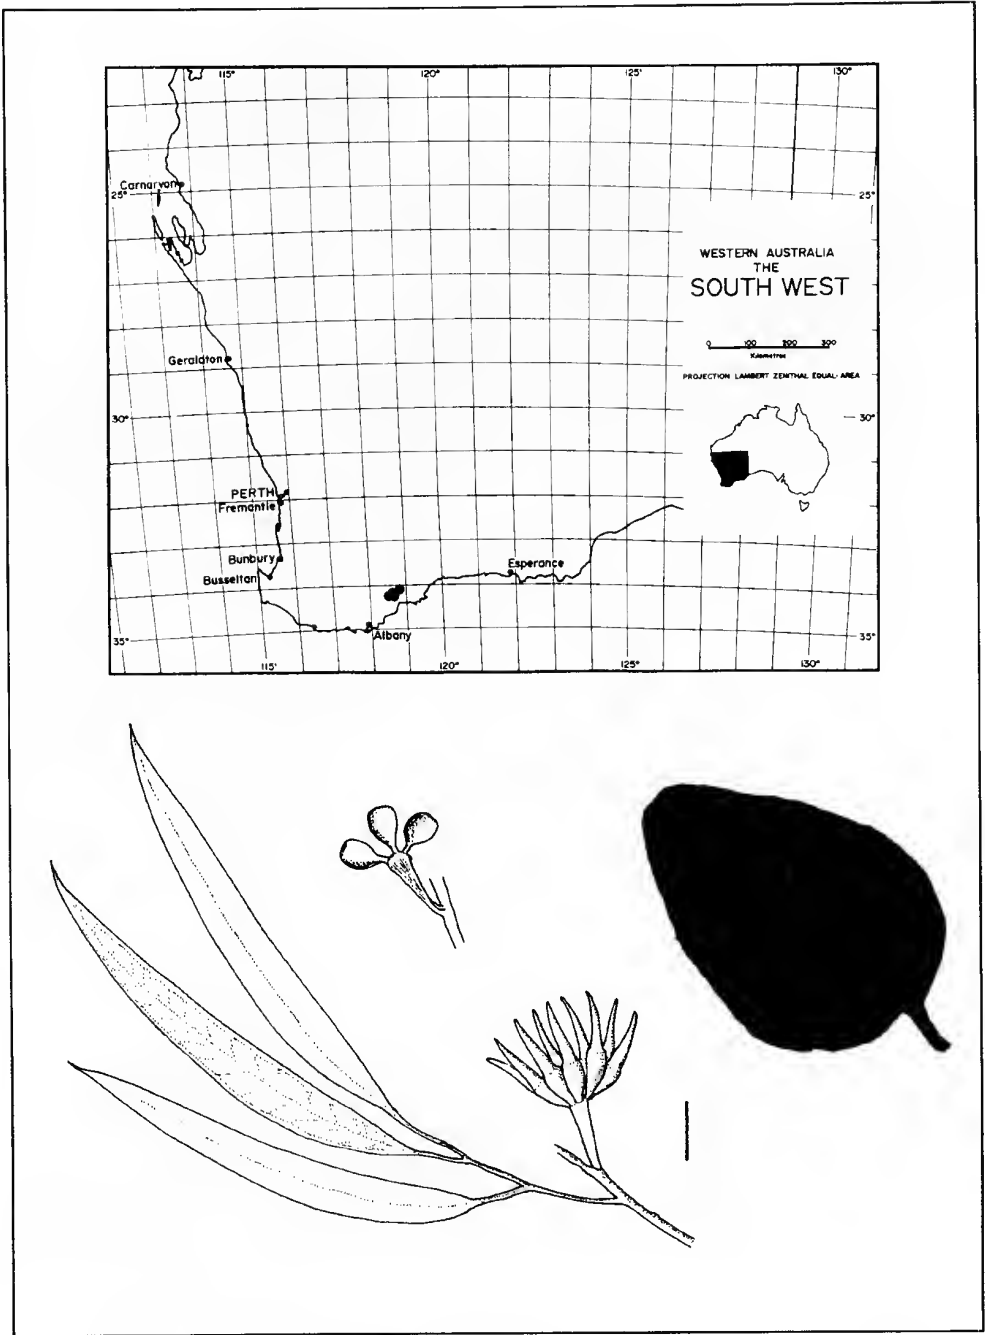 115° 120° 125° 130°
Carnarvon
25° 25°
WESTERN AUSTRALIA
THE
SOUTH WEST
0 100 200 300
Kilometres
Geraldton
PROJECTION LAMBERT ZENITHAL EQUAL-AREA
30° 30°
PERTH
Fremantle
Bunbury
Esperance
Busselton
Albany
35° 35°
115° 120° 125° 130°